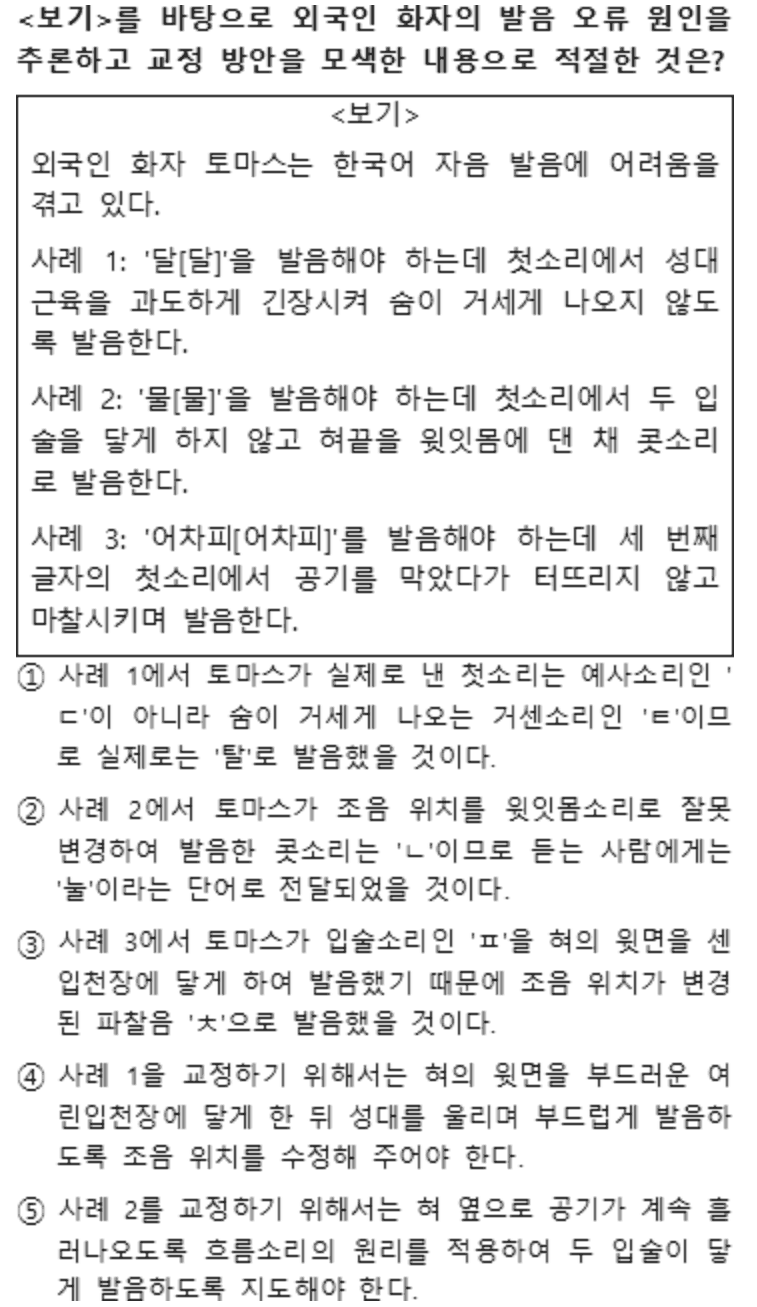 <보기>를 바탕으로 외국인 화자의 발음 오류 원인을
추론하고 교정 방안을 모색한 내용으로 적절한 것은?
<보기>
외국인 화자 토마스는 한국어 자음 발음에 어려움을
겪고 있다.
사례 1: '달[달]'을 발음해야 하는데 첫소리에서 성대
근육을 과도하게 긴장시켜 숨이 거세게 나오지 않도
록 발음한다.
사례 2: '물[물]'을 발음해야 하는데 첫소리에서 두 입
술을 닿게 하지 않고 혀끝을 윗잇몸에 댄 채 콧소리
로 발음한다.
사례 3: '어차피[어차피]'를 발음해야 하는데 세 번째
글자의 첫소리에서 공기를 막았다가 터뜨리지 않고
마찰시키며 발음한다.
① 사례 1에서 토마스가 실제로 낸 첫소리는 예사소리인 '
ㄷ'이 아니라 숨이 거세게 나오는 거센소리인 'ㅌ'이므
로 실제로는 '탈'로 발음했을 것이다.
② 사례 2에서 토마스가 조음 위치를 윗잇몸소리로 잘못
변경하여 발음한 콧소리는 'ㄴ'이므로 듣는 사람에게는
'눌'이라는 단어로 전달되었을 것이다.
③ 사례 3에서 토마스가 입술소리인 'ㅍ'을 혀의 윗면을 센
입천장에 닿게 하여 발음했기 때문에 조음 위치가 변경
된 파찰음 'ㅊ'으로 발음했을 것이다.
④ 사례 1을 교정하기 위해서는 혀의 윗면을 부드러운 여
린입천장에 닿게 한 뒤 성대를 울리며 부드럽게 발음하
도록 조음 위치를 수정해 주어야 한다.
⑤ 사례 2를 교정하기 위해서는 혀 옆으로 공기가 계속 흘
러나오도록 흐름소리의 원리를 적용하여 두 입술이 닿
게 발음하도록 지도해야 한다.